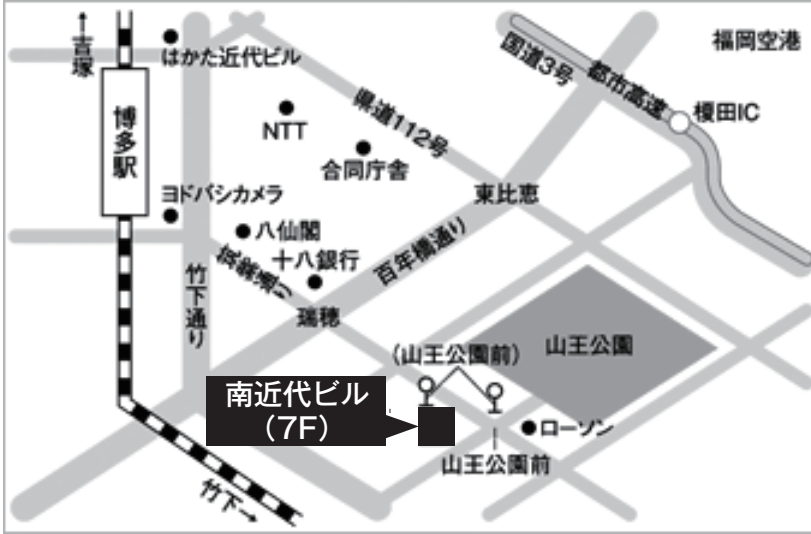 ↑吉塚
はかた近代ビル
国道3号
都市高速
福岡空港
榎田IC
博多駅
NTT
県道112号
合同庁舎
ヨドバシカメラ
東比恵
八仙閣
十八銀行
百年橋通り
竹下通り
瑞穂
(山王公園前)
山王公園
南近代ビル
(7F)
ローソン
山王公園前
竹下→